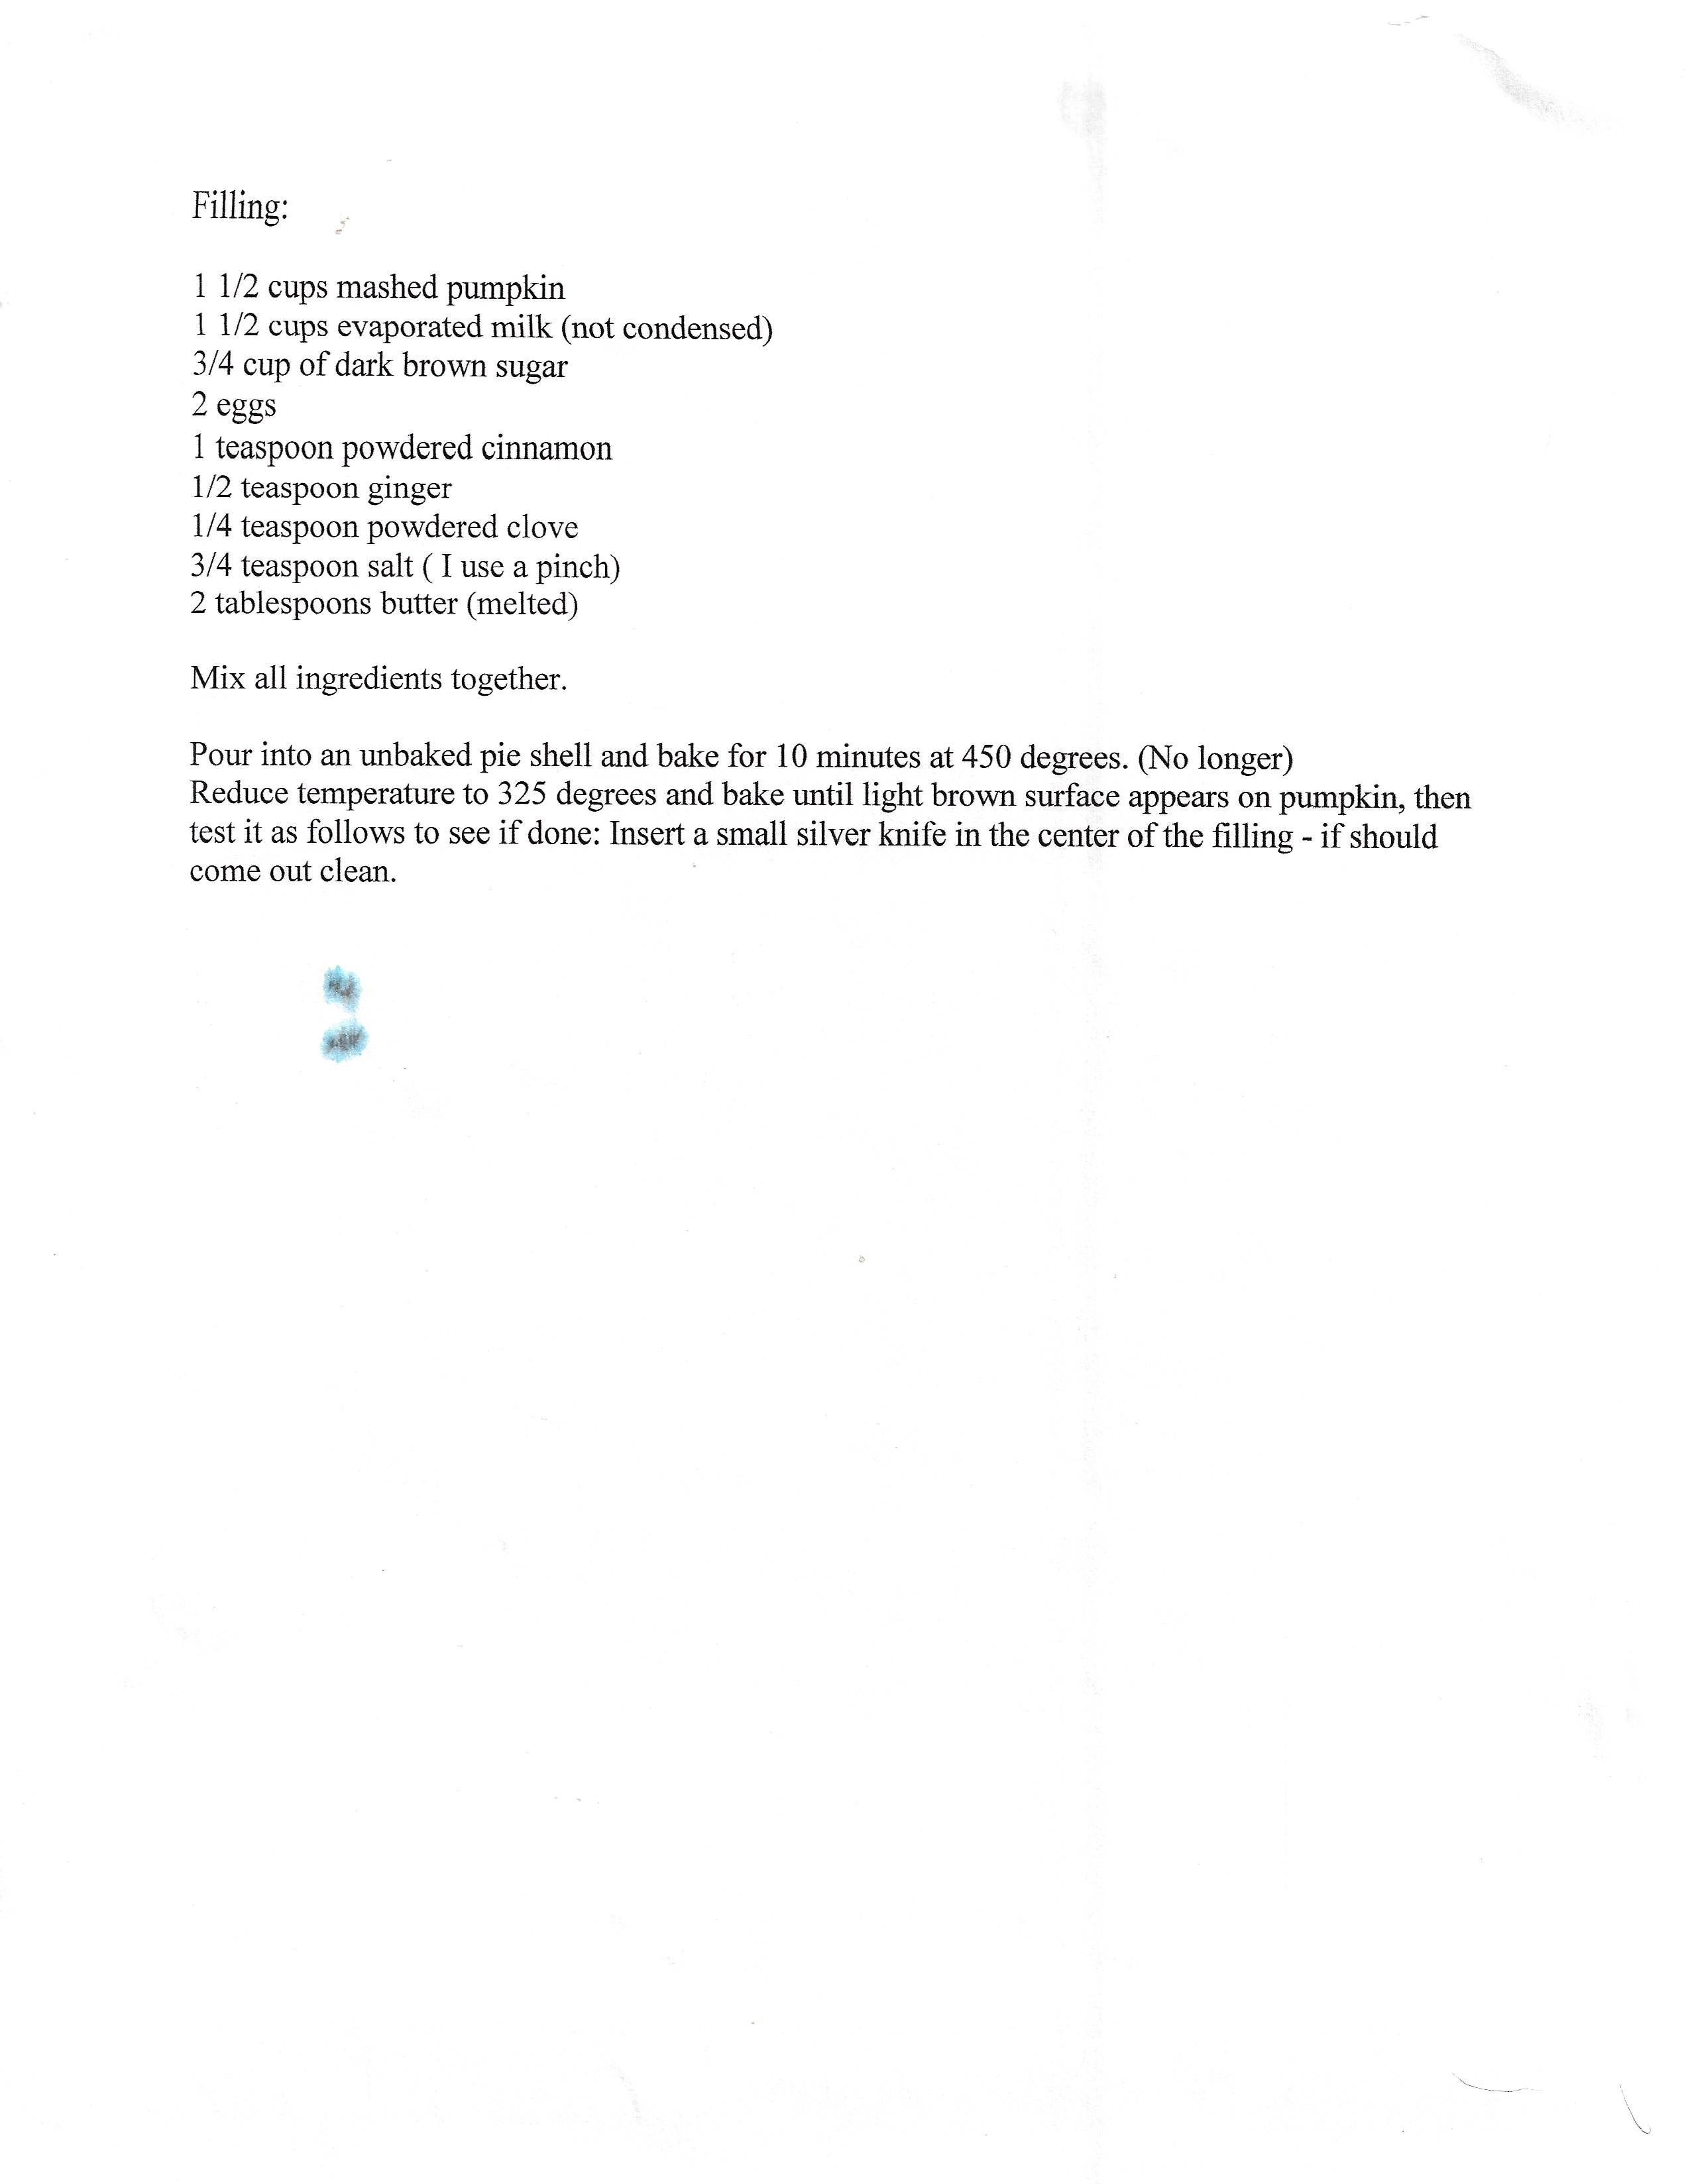 Filling:
1 1/2 cups mashed pumpkin
1 1/2 cups evaporated milk (not condensed)
3/4 cup of dark brown sugar
2 eggs
1 teaspoon powdered cinnamon
1/2 teaspoon ginger
1/4 teaspoon powdered clove
3/4 teaspoon salt ( I use a pinch)
2 tablespoons butter (melted)
Mix all ingredients together.
Pour into an unbaked pie shell and bake for 10 minutes at 450 degrees. (No longer)
Reduce temperature to 325 degrees and bake until light brown surface appears on pumpkin, then
test it as follows to see if done: Insert a small silver knife in the center of the filling - if should
come out clean.